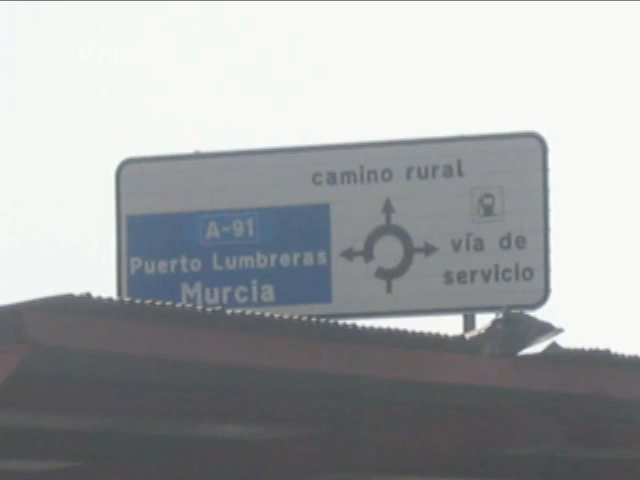 camino rural
A-91
Puerto Lumbreras
Murcia
vía de
servicio